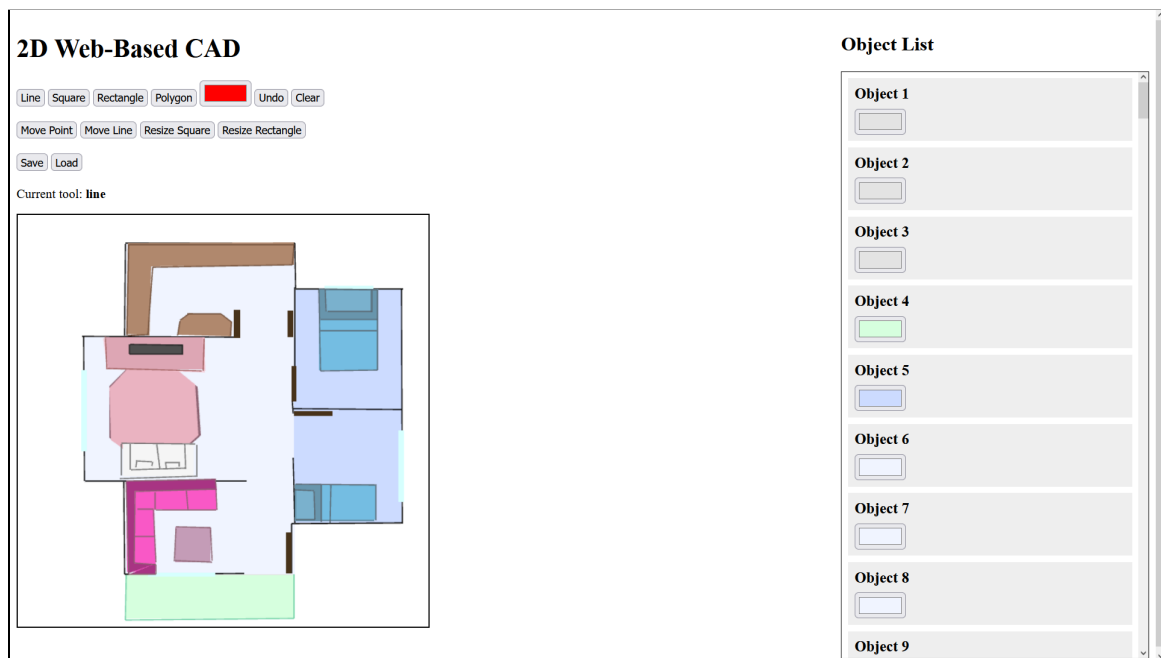 2D Web-Based CAD
Line Square Rectangle Polygon Undo Clear
Move Point Move Line Resize Square Resize Rectangle
Save Load
Current tool: line
Object List
Object 1
Object 2
Object 3
Object 4
Object 5
Object 6
Object 7
Object 8
Object 9